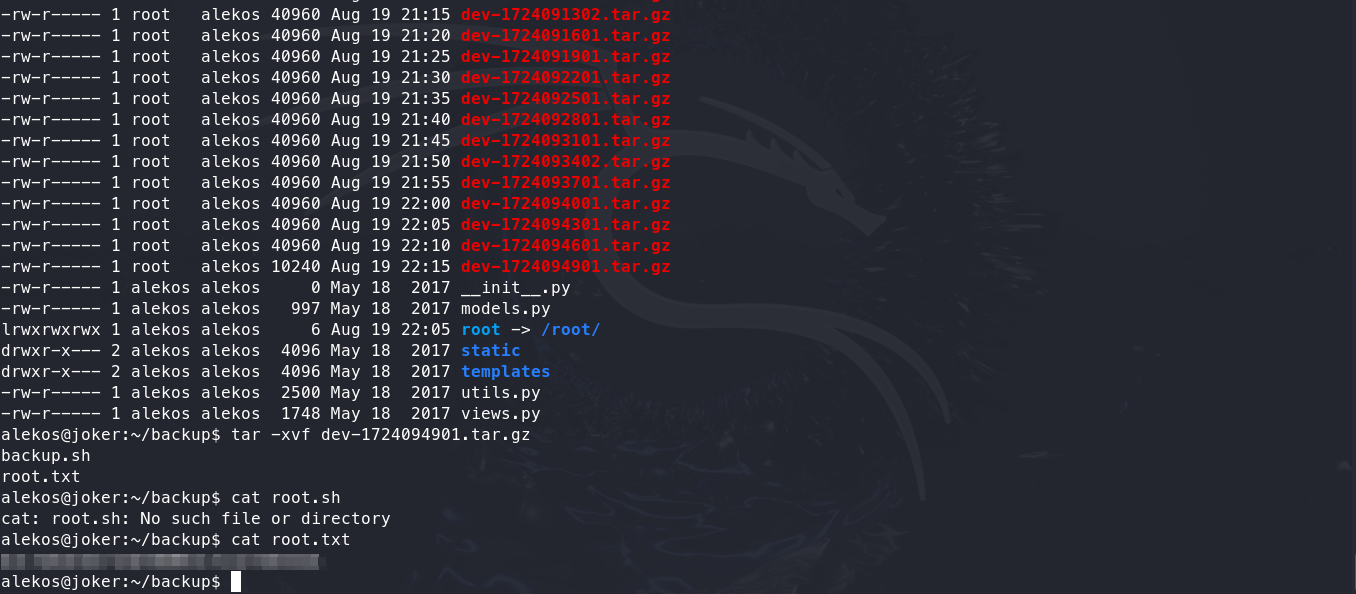 -rw-r----- 1 root   alekos 40960 Aug 19 21:15 dev-1724091302.tar.gz
-rw-r----- 1 root   alekos 40960 Aug 19 21:20 dev-1724091601.tar.gz
-rw-r----- 1 root   alekos 40960 Aug 19 21:25 dev-1724091901.tar.gz
-rw-r----- 1 root   alekos 40960 Aug 19 21:30 dev-1724092201.tar.gz
-rw-r----- 1 root   alekos 40960 Aug 19 21:35 dev-1724092501.tar.gz
-rw-r----- 1 root   alekos 40960 Aug 19 21:40 dev-1724092801.tar.gz
-rw-r----- 1 root   alekos 40960 Aug 19 21:45 dev-1724093101.tar.gz
-rw-r----- 1 root   alekos 40960 Aug 19 21:50 dev-1724093402.tar.gz
-rw-r----- 1 root   alekos 40960 Aug 19 21:55 dev-1724093701.tar.gz
-rw-r----- 1 root   alekos 40960 Aug 19 22:00 dev-1724094001.tar.gz
-rw-r----- 1 root   alekos 40960 Aug 19 22:05 dev-1724094301.tar.gz
-rw-r----- 1 root   alekos 40960 Aug 19 22:10 dev-1724094601.tar.gz
-rw-r----- 1 root   alekos 10240 Aug 19 22:15 dev-1724094901.tar.gz
-rw-r----- 1 alekos alekos     0 May 18  2017 __init__.py
-rw-r----- 1 alekos alekos   997 May 18  2017 models.py
lrwxrwxrwx 1 alekos alekos     6 Aug 19 22:05 root -> /root/
drwxr-x--- 2 alekos alekos  4096 May 18  2017 static
drwxr-x--- 2 alekos alekos  4096 May 18  2017 templates
-rw-r----- 1 alekos alekos  2500 May 18  2017 utils.py
-rw-r----- 1 alekos alekos  1748 May 18  2017 views.py
alekos@joker:~/backup$ tar -xvf dev-1724094901.tar.gz
backup.sh
root.txt
alekos@joker:~/backup$ cat root.sh
cat: root.sh: No such file or directory
alekos@joker:~/backup$ cat root.txt
alekos@joker:~/backup$